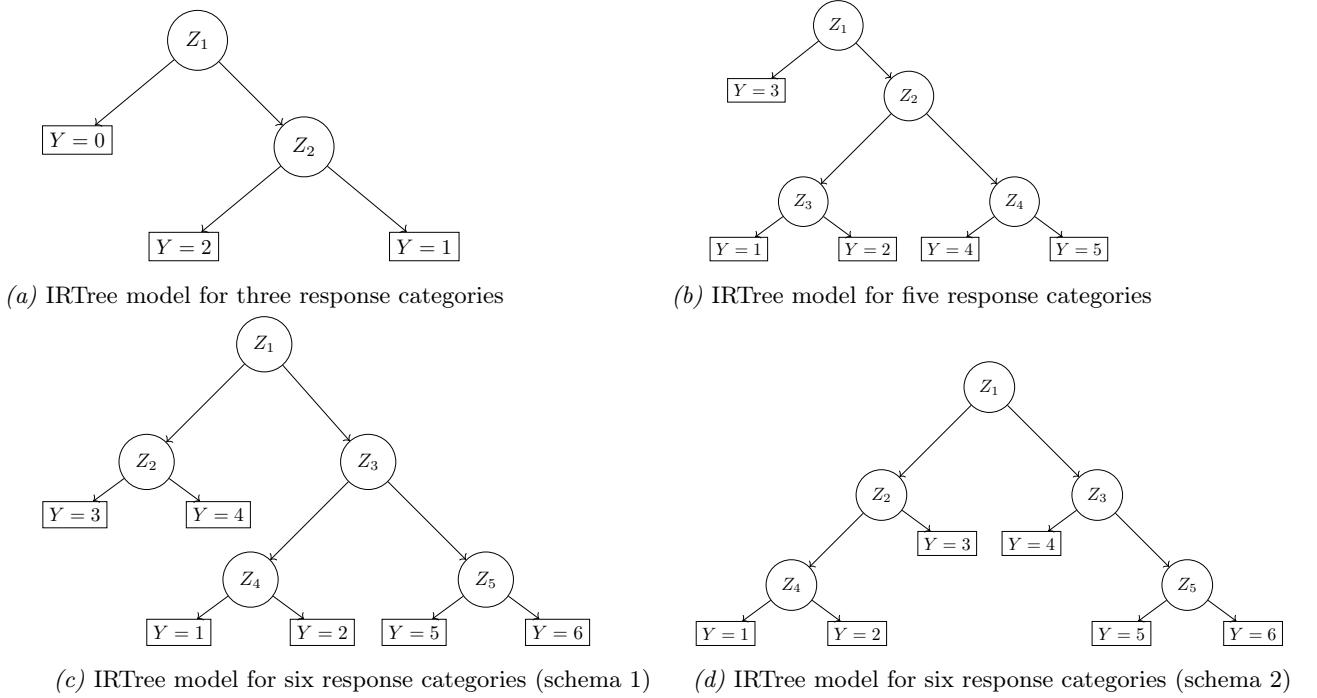 Z1
Y = 0
Z2
Y = 2 Y = 1
(a) IRTree model for three response categories
Z1
Y = 3
Z2
Z3 Z4
Y = 1 Y = 2 Y = 4 Y = 5
(b) IRTree model for five response categories
Z1
Z2 Z3
Y = 3 Y = 4
Z4 Z5
Y = 1 Y = 2 Y = 5 Y = 6
(c) IRTree model for six response categories (schema 1)
Z1
Z2 Z3
Y = 3 Y = 4
Z4 Z5
Y = 1 Y = 2 Y = 5 Y = 6
(d) IRTree model for six response categories (schema 2)